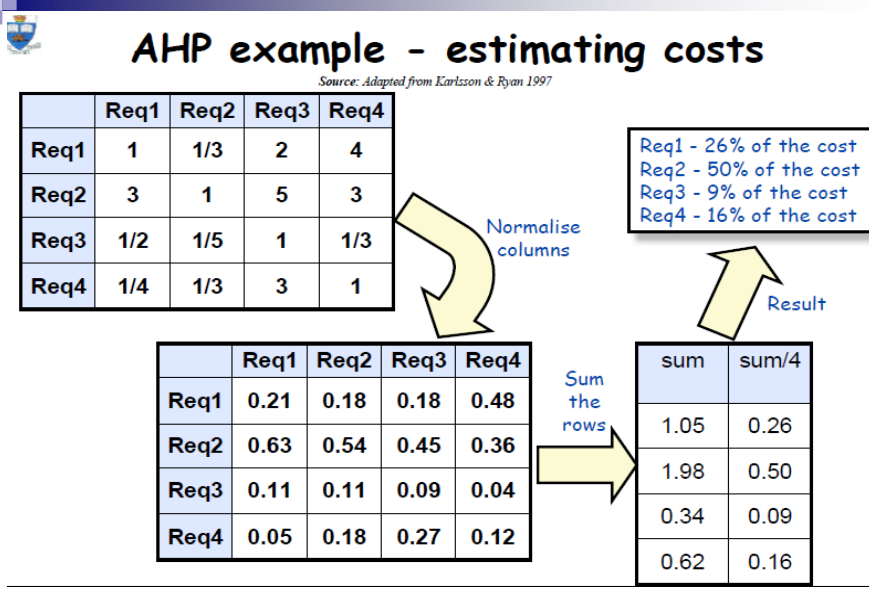 AHP example - estimating costs
Source: Adapted from Karlsson & Ryan 1997
Req1 Req2 Req3 Req4
Req1 1 1/3 2 4
Req2 3 1 5 3
Req3 1/2 1/5 1 1/3
Req4 1/4 1/3 3 1
Normalise
columns
Req1 - 26% of the cost
Req2 - 50% of the cost
Req3 - 9% of the cost
Req4 - 16% of the cost
Result
Req1 Req2 Req3 Req4
Req1 0.21 0.18 0.18 0.48
Req2 0.63 0.54 0.45 0.36
Req3 0.11 0.11 0.09 0.04
Req4 0.05 0.18 0.27 0.12
Sum
the
rows
sum sum/4
1.05 0.26
1.98 0.50
0.34 0.09
0.62 0.16